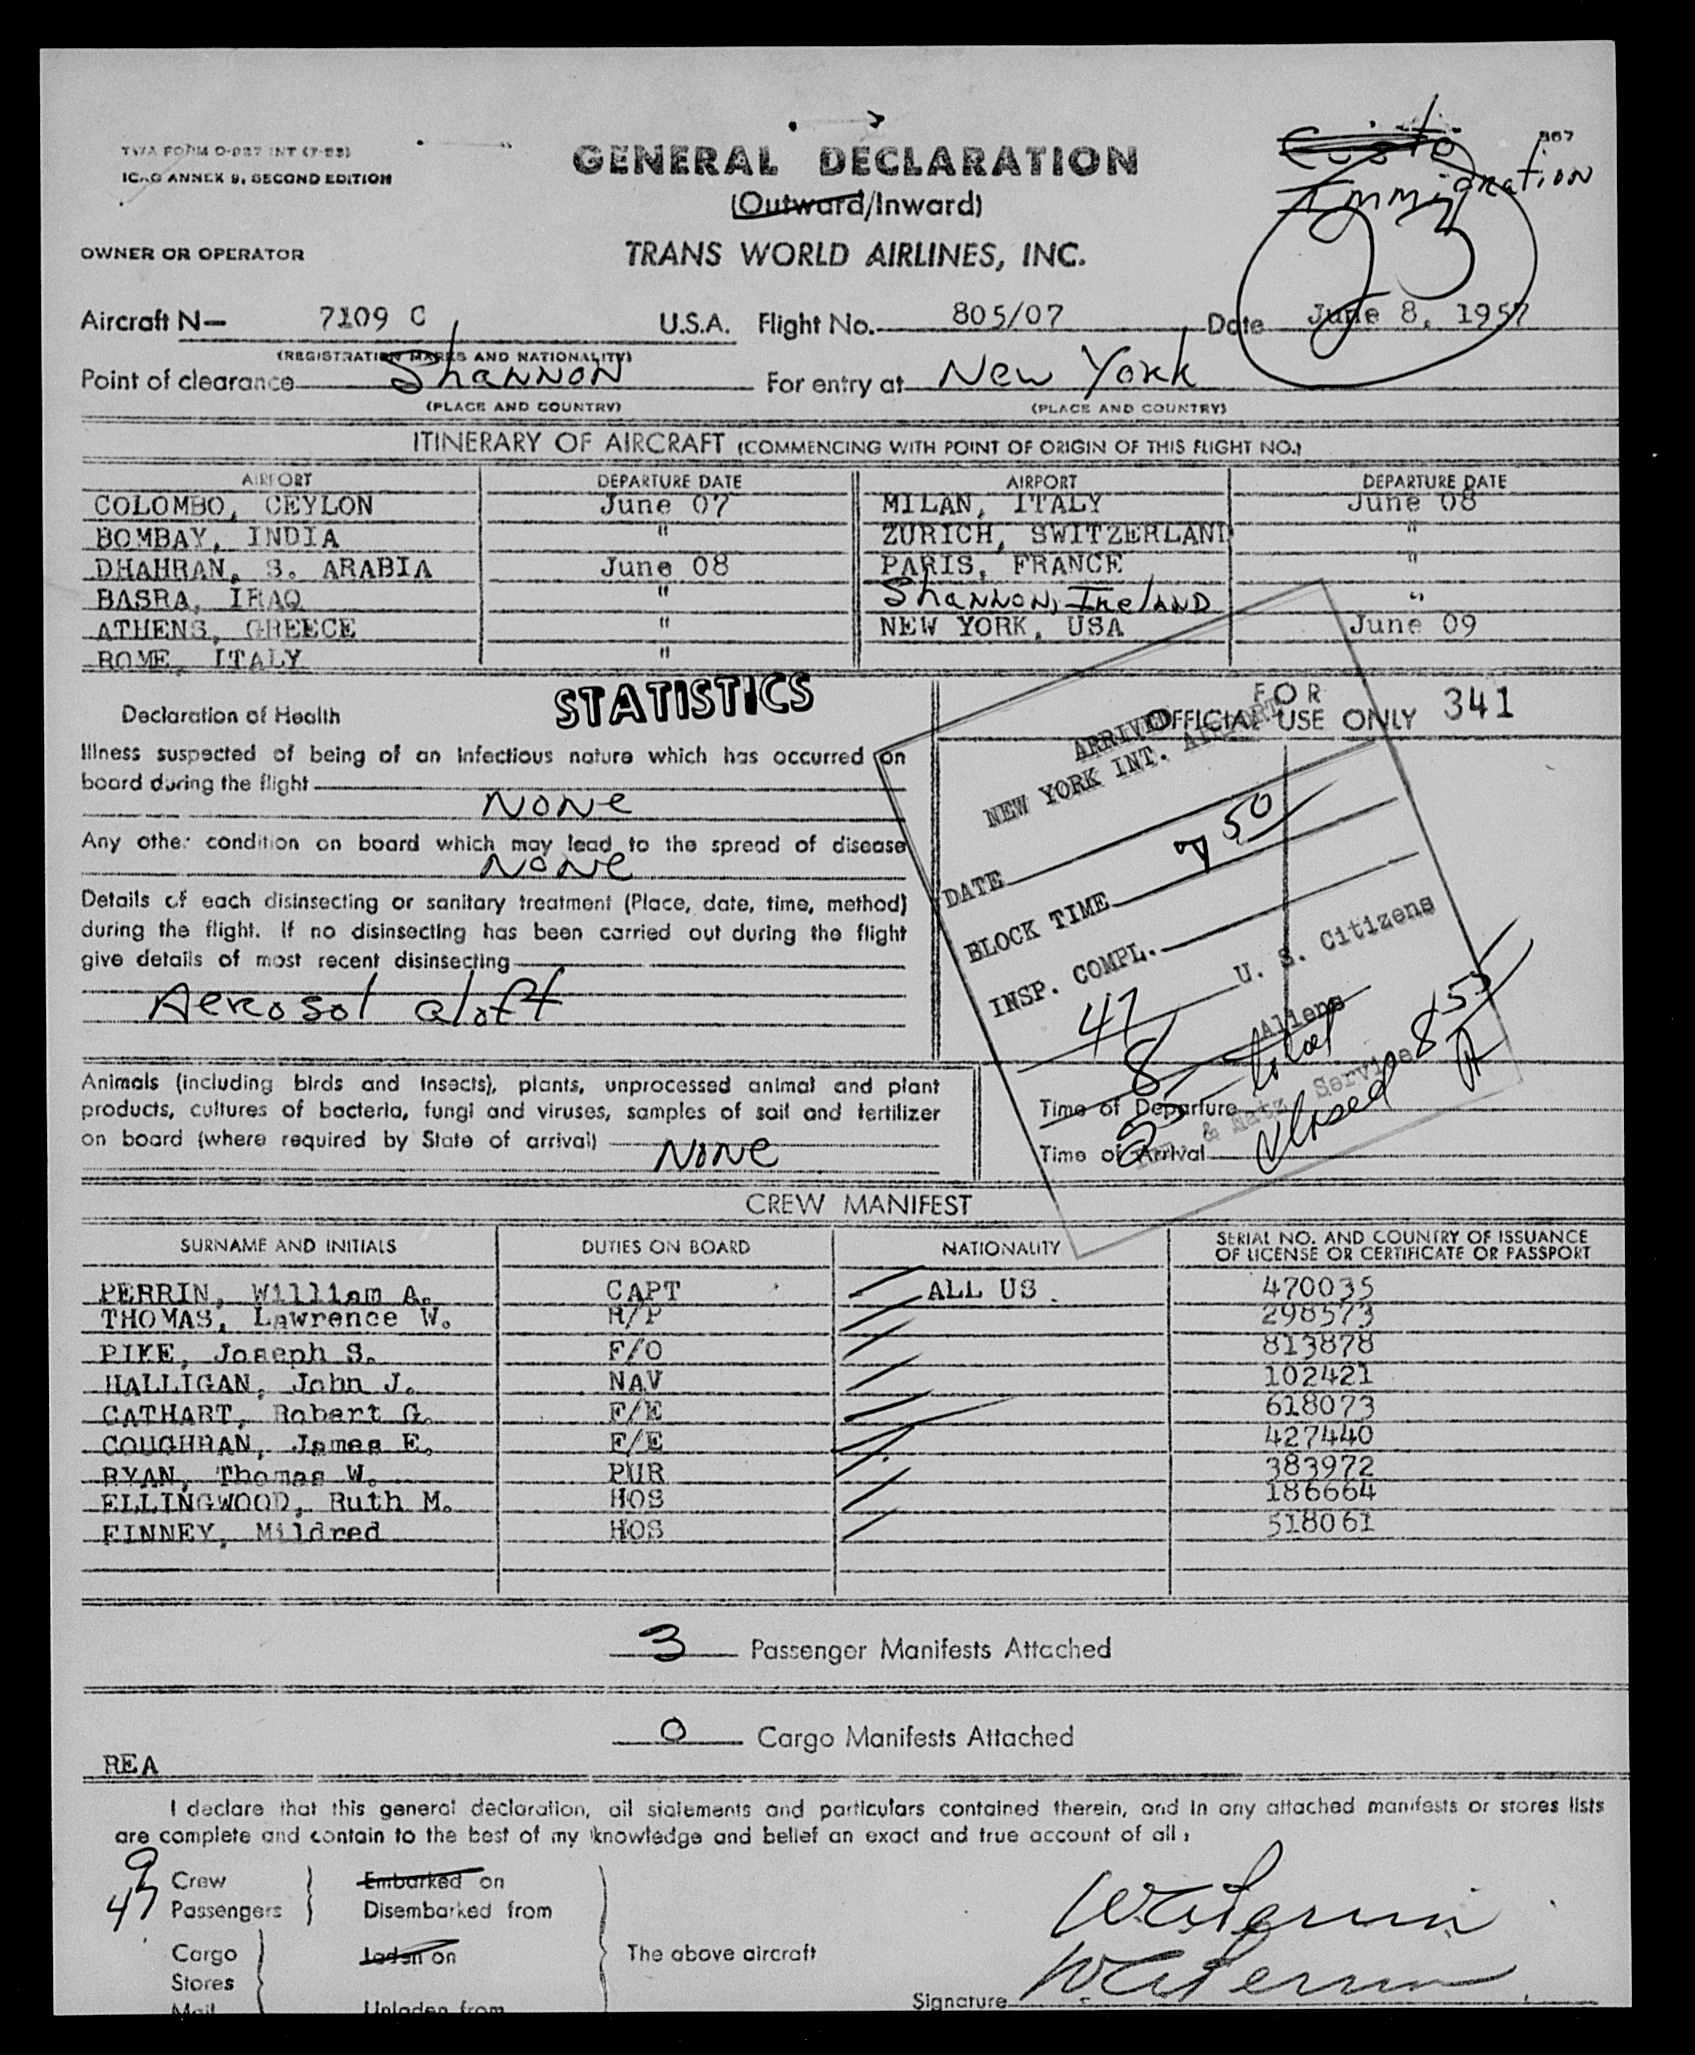 TWA FORM O-937 INT (7-55)
ICAO ANNEX 9, SECOND EDITION
GENERAL DECLARATION
(Outward/Inward)
Immigration
23
OWNER OR OPERATOR
TRANS WORLD AIRLINES, INC.
Aircraft N— 7109 C U.S.A. Flight No. 805/07 Date June 8, 1957
(REGISTRATION MARKS AND NATIONALITY)
Point of clearance Shannon For entry at New York
(PLACE AND COUNTRY) (PLACE AND COUNTRY)
ITINERARY OF AIRCRAFT (COMMENCING WITH POINT OF ORIGIN OF THIS FLIGHT NO.)
AIRPORT DEPARTURE DATE AIRPORT DEPARTURE DATE
COLOMBO, CEYLON June 07 MILAN, ITALY June 08
BOMBAY, INDIA " ZURICH, SWITZERLAND "
DHAHRAN, S. ARABIA June 08 PARIS, FRANCE "
BASRA, IRAQ " Shannon, Ireland "
ATHENS, GREECE " NEW YORK, USA June 09
ROME, ITALY "
STATISTICS
FOR
OFFICIAL USE ONLY 341
Declaration of Health
Illness suspected of being of an infectious nature which has occurred on
board during the flight
None
Any other condition on board which may lead to the spread of disease
None
Details of each disinsecting or sanitary treatment (Place, date, time, method)
during the flight. If no disinsecting has been carried out during the flight
give details of most recent disinsecting
Aerosol aloft
ARRIVED
NEW YORK INT. AIRPORT
DATE
BLOCK TIME 7 50
INSP. COMPL.
47 U. S. Citizens
8 Aliens
total
closed 8 55 A
Imm. & Natz. Service
Animals (including birds and insects), plants, unprocessed animal and plant
products, cultures of bacteria, fungi and viruses, samples of soil and fertilizer
on board (where required by State of arrival)
None
Time of Departure
Time of Arrival
CREW MANIFEST
SURNAME AND INITIALS DUTIES ON BOARD NATIONALITY SERIAL NO. AND COUNTRY OF ISSUANCE
OF LICENSE OR CERTIFICATE OR PASSPORT
PERRIN, William A. CAPT ALL US. 470035
THOMAS, Lawrence W. R/P 298573
PIKE, Joseph S. F/O 813878
HALLIGAN, John J. NAV 102421
CATHART, Robert G. F/E 618073
COUGHRAN, James E. F/E 427440
RYAN, Thomas W. PUR 383972
ELLINGWOOD, Ruth M. HOS 186664
FINNEY, Mildred HOS 518061
3 Passenger Manifests Attached
0 Cargo Manifests Attached
REA
I declare that this general declaration, all statements and particulars contained therein, and in any attached manifests or stores lists
are complete and contain to the best of my knowledge and belief an exact and true account of all:
9 Crew Embarked on
47 Passengers Disembarked from
Cargo Laden on The above aircraft
Stores
Mail Unladen from
Signature